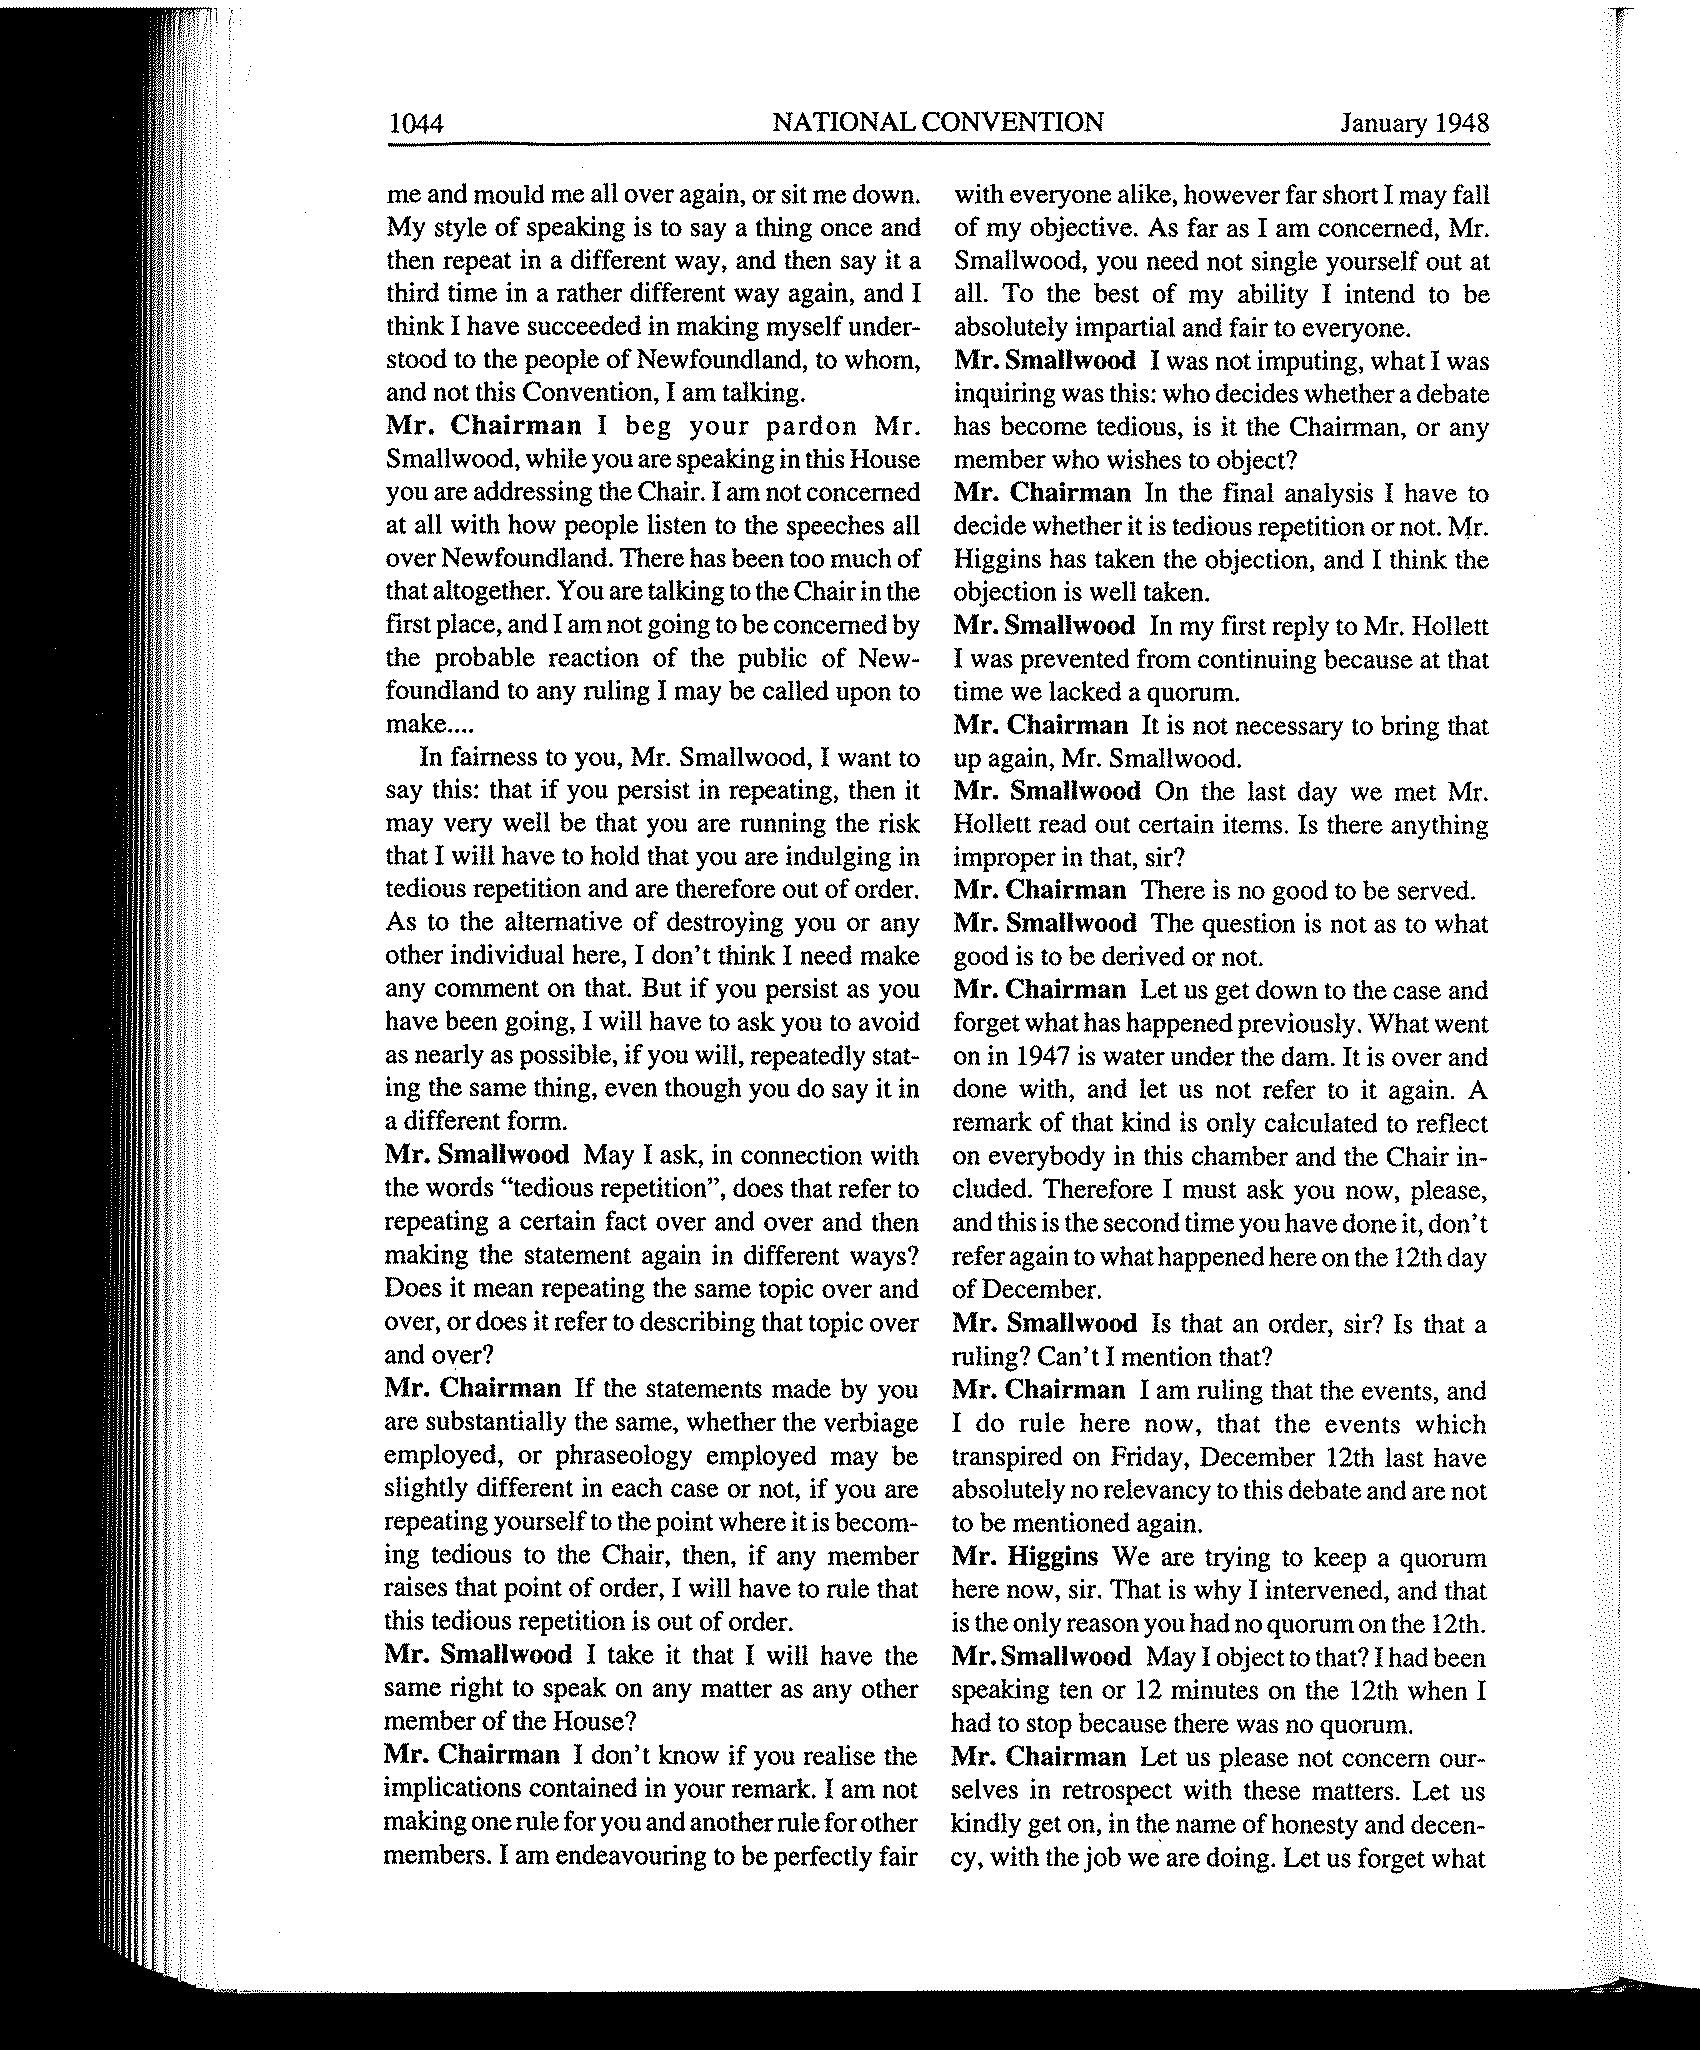 1044 NATIONAL CONVENTION January 1948
me and mould me all over again, or sit me down.
My style of speaking is to say a thing once and
then repeat in a different way, and then say it a
third time in a rather different way again, and I
think I have succeeded in making myself under-
stood to the people of Newfoundland, to whom,
and not this Convention, I am talking.
Mr. Chairman I beg your pardon Mr.
Smallwood, while you are speaking in this House
you are addressing the Chair. I am not concerned
at all with how people listen to the speeches all
over Newfoundland. There has been too much of
that altogether. You are talking to the Chair in the
first place, and I am not going to be concerned by
the probable reaction of the public of New-
foundland to any ruling I may be called upon to
make....
In fairness to you, Mr. Smallwood, I want to
say this: that if you persist in repeating, then it
may very well be that you are running the risk
that I will have to hold that you are indulging in
tedious repetition and are therefore out of order.
As to the alternative of destroying you or any
other individual here, I don't think I need make
any comment on that. But if you persist as you
have been going, I will have to ask you to avoid
as nearly as possible, if you will, repeatedly stat-
ing the same thing, even though you do say it in
a different form.
Mr. Smallwood May I ask, in connection with
the words “tedious repetition”, does that refer to
repeating a certain fact over and over and then
making the statement again in different ways?
Does it mean repeating the same topic over and
over, or does it refer to describing that topic over
and over?
Mr. Chairman If the statements made by you
are substantially the same, whether the verbiage
employed, or phraseology employed may be
slightly different in each case or not, if you are
repeating yourself to the point where it is becom-
ing tedious to the Chair, then, if any member
raises that point of order, I will have to rule that
this tedious repetition is out of order.
Mr. Smallwood I take it that I will have the
same right to speak on any matter as any other
member of the House?
Mr. Chairman I don't know if you realise the
implications contained in your remark. I am not
making one rule for you and another rule for other
members. I am endeavouring to be perfectly fair
with everyone alike, however far short I may fall
of my objective. As far as I am concerned, Mr.
Smallwood, you need not single yourself out at
all. To the best of my ability I intend to be
absolutely impartial and fair to everyone.
Mr. Smallwood I was not imputing, what I was
inquiring was this: who decides whether a debate
has become tedious, is it the Chairman, or any
member who wishes to object?
Mr. Chairman In the final analysis I have to
decide whether it is tedious repetition or not. Mr.
Higgins has taken the objection, and I think the
objection is well taken.
Mr. Smallwood In my first reply to Mr. Hollett
I was prevented from continuing because at that
time we lacked a quorum.
Mr. Chairman It is not necessary to bring that
up again, Mr. Smallwood.
Mr. Smallwood On the last day we met Mr.
Hollett read out certain items. Is there anything
improper in that, sir?
Mr. Chairman There is no good to be served.
Mr. Smallwood The question is not as to what
good is to be derived or not.
Mr. Chairman Let us get down to the case and
forget what has happened previously. What went
on in 1947 is water under the dam. It is over and
done with, and let us not refer to it again. A
remark of that kind is only calculated to reflect
on everybody in this chamber and the Chair in-
cluded. Therefore I must ask you now, please,
and this is the second time you have done it, don't
refer again to what happened here on the 12th day
of December.
Mr. Smallwood Is that an order, sir? Is that a
ruling? Can't I mention that?
Mr. Chairman I am ruling that the events, and
I do rule here now, that the events which
transpired on Friday, December 12th last have
absolutely no relevancy to this debate and are not
to be mentioned again.
Mr. Higgins We are trying to keep a quorum
here now, sir. That is why I intervened, and that
is the only reason you had no quorum on the 12th.
Mr. Smallwood May I object to that? I had been
speaking ten or 12 minutes on the 12th when I
had to stop because there was no quorum.
Mr. Chairman Let us please not concern our-
selves in retrospect with these matters. Let us
kindly get on, in the name of honesty and decen-
cy, with the job we are doing. Let us forget what